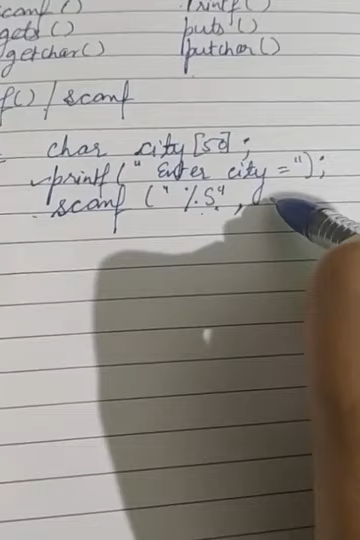 scanf () printf ()
gets () puts ()
getchar () putchar ()
f() / scanf
char city [50] ;
printf (" Enter city = ") ;
scanf (" %s" ,